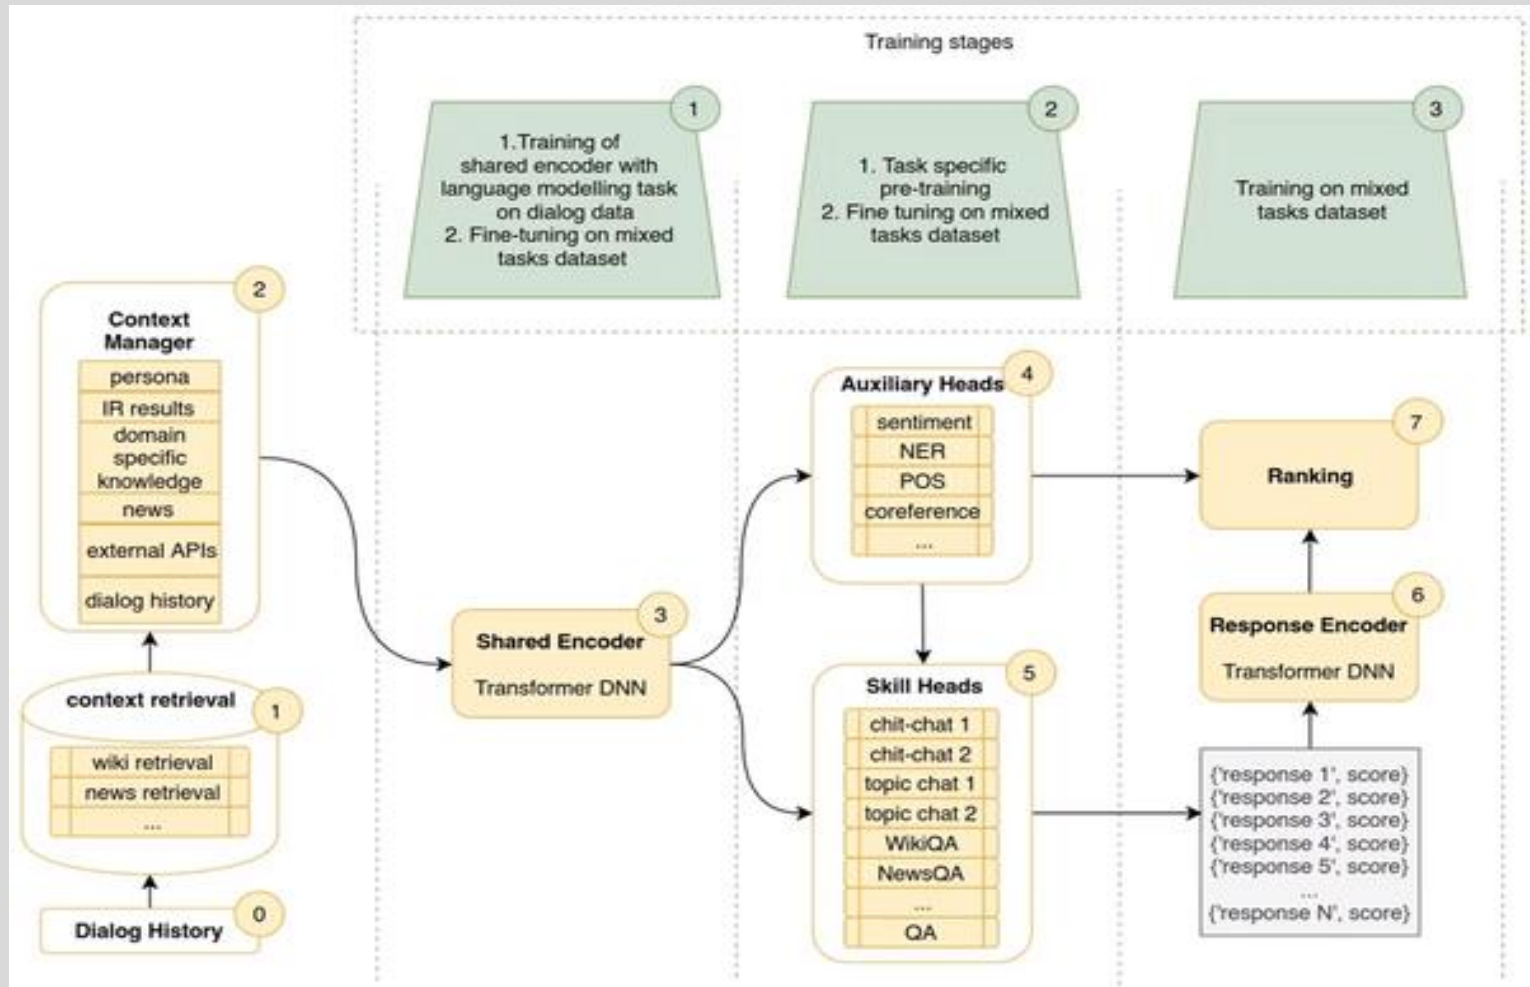 Training stages
1
1.Training of
shared encoder with
language modelling task
on dialog data
2. Fine-tuning on mixed
tasks dataset
2
1. Task specific
pre-training
2. Fine tuning on mixed
tasks dataset
3
Training on mixed
tasks dataset
2
Context
Manager
persona
IR results
domain
specific
knowledge
news
external APIs
dialog history
context retrieval
1
wiki retrieval
news retrieval
...
0
Dialog History
3
Shared Encoder
Transformer DNN
4
Auxiliary Heads
sentiment
NER
POS
coreference
...
5
Skill Heads
chit-chat 1
chit-chat 2
topic chat 1
topic chat 2
WikiQA
NewsQA
...
QA
7
Ranking
6
Response Encoder
Transformer DNN
{'response 1', score}
{'response 2', score}
{'response 3', score}
{'response 4', score}
{'response 5', score}
...
{'response N', score}